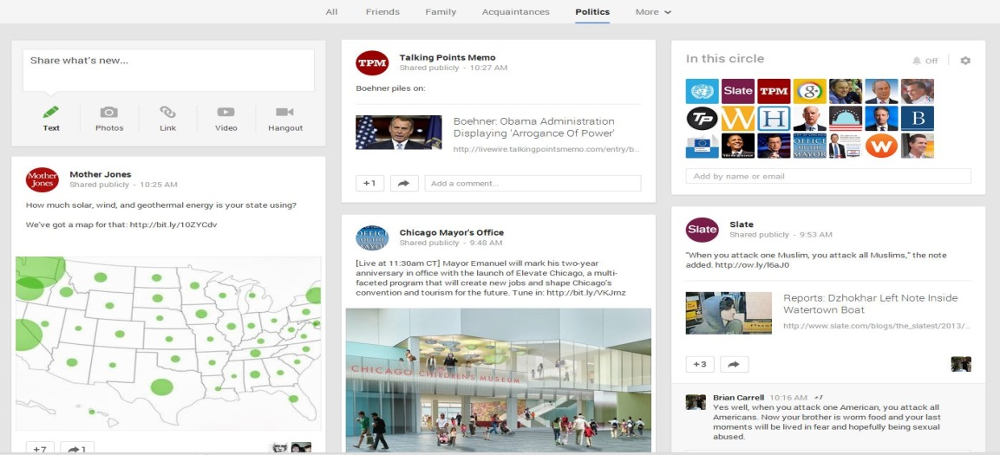 All Friends Family Acquaintances Politics More
Share what's new...
Text Photos Link Video Hangout
Mother Jones
Mother Jones
Shared publicly - 10:25 AM
How much solar, wind, and geothermal energy is your state using?
We've got a map for that: http://bit.ly/10ZYCdv
+7 1
TPM
Talking Points Memo
Shared publicly - 10:27 AM
Boehner piles on:
Boehner: Obama Administration
Displaying 'Arrogance Of Power'
http://livewire.talkingpointsmemo.com/entry/b...
+1 Add a comment...
OFFICE OF THE MAYOR
Chicago Mayor's Office
Shared publicly - 9:48 AM
[Live at 11:30am CT] Mayor Emanuel will mark his two-year
anniversary in office with the launch of Elevate Chicago, a multi-
faceted program that will create new jobs and shape Chicago's
convention and tourism for the future. Tune in: http://bit.ly/VKJrnz
CHICAGO CHILDREN'S MUSEUM
In this circle Off
Slate TPM g+
TP W H B
OFFICE OF THE MAYOR W
Add by name or email
Slate
Slate
Shared publicly - 9:53 AM
"When you attack one Muslim, you attack all Muslims," the note
added. http://ow.ly/l6aJ0
Reports: Dzhokhar Left Note Inside
Watertown Boat
http://www.slate.com/blogs/the_slatest/2013/...
+3
Brian Carrell 10:16 AM +1
Yes well, when you attack one American, you attack all
Americans. Now your brother is worm food and your last
moments will be lived in fear and hopefully being sexual
abused.